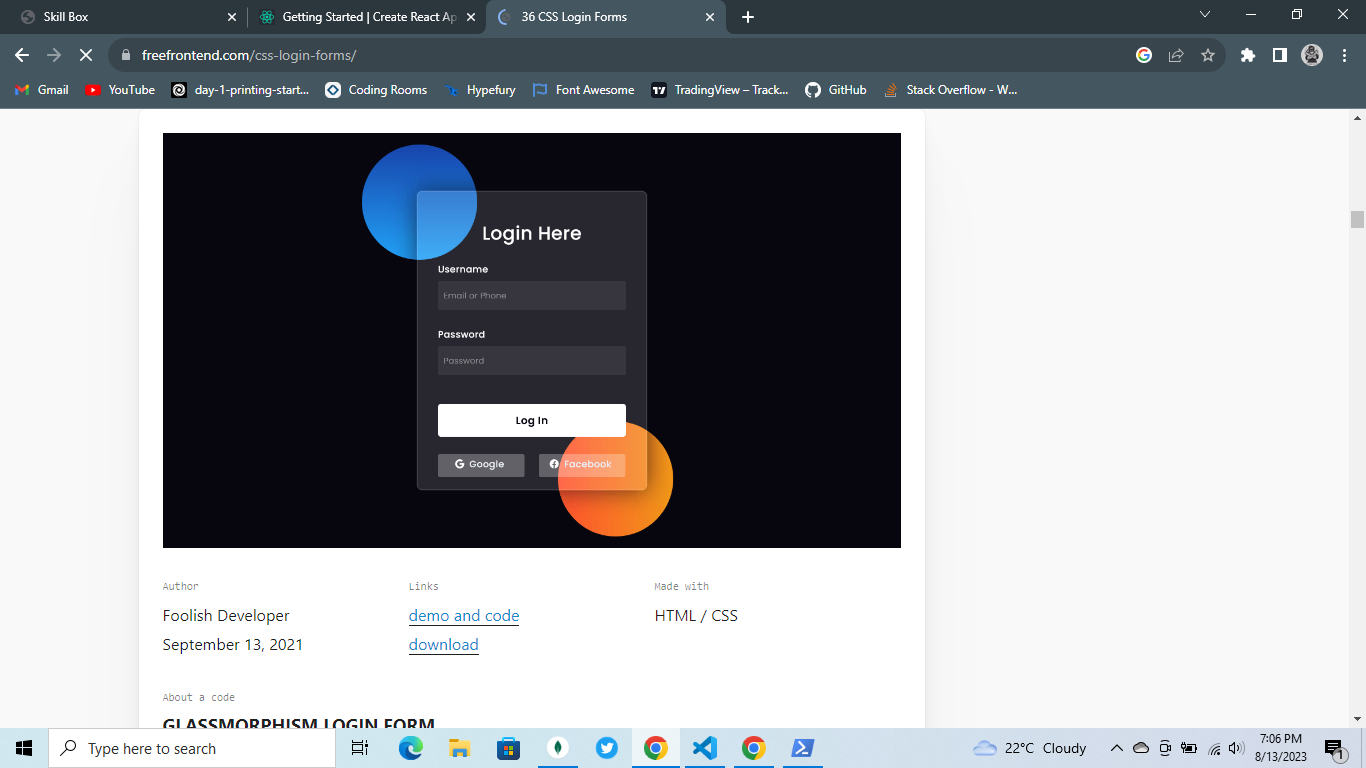 Skill Box
Getting Started | Create React Ap
36 CSS Login Forms
freefrontend.com/css-login-forms/
Gmail
YouTube
day-1-printing-start...
Coding Rooms
Hypefury
Font Awesome
TradingView – Track...
GitHub
Stack Overflow - W...
Login Here
Username
Email or Phone
Password
Password
Log In
Google
Facebook
Author
Links
Made with
Foolish Developer
demo and code
HTML / CSS
September 13, 2021
download
About a code
GLASSMORPHISM LOGIN FORM
Type here to search
22°C Cloudy
7:06 PM
8/13/2023
1